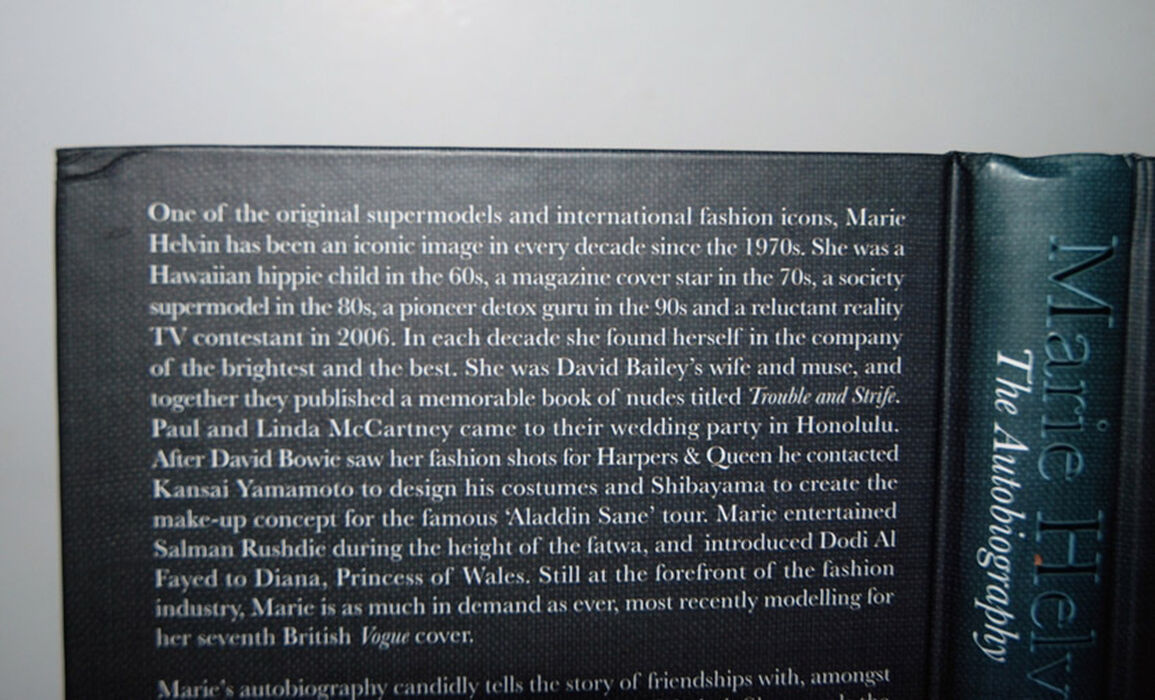 One of the original supermodels and international fashion icons, Marie
Helvin has been an iconic image in every decade since the 1970s. She was a
Hawaiian hippie child in the 60s, a magazine cover star in the 70s, a society
supermodel in the 80s, a pioneer detox guru in the 90s and a reluctant reality
TV contestant in 2006. In each decade she found herself in the company
of the brightest and the best. She was David Bailey's wife and muse, and
together they published a memorable book of nudes titled Trouble and Strife.
Paul and Linda McCartney came to their wedding party in Honolulu.
After David Bowie saw her fashion shots for Harpers & Queen he contacted
Kansai Yamamoto to design his costumes and Shibayama to create the
make-up concept for the famous 'Aladdin Sane' tour. Marie entertained
Salman Rushdie during the height of the fatwa, and introduced Dodi Al
Fayed to Diana, Princess of Wales. Still at the forefront of the fashion
industry, Marie is as much in demand as ever, most recently modelling for
her seventh British Vogue cover.
Marie's autobiography candidly tells the story of friendships with, amongst
Marie Helv
The Autobiography